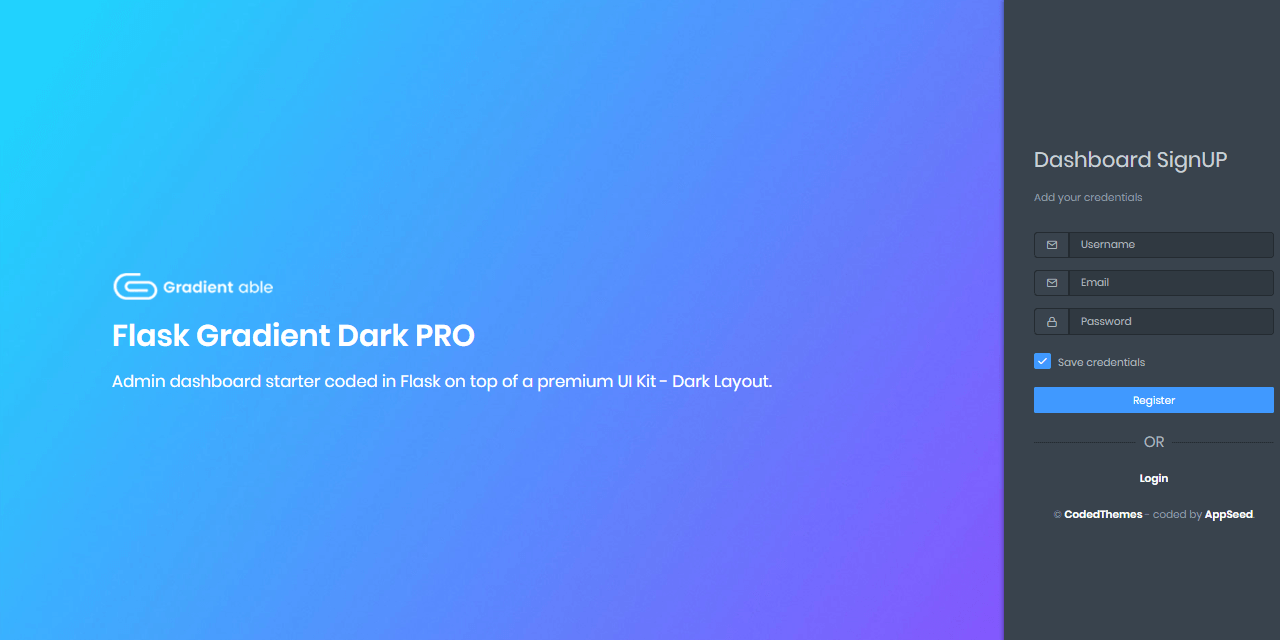 Gradient able
Flask Gradient Dark PRO
Admin dashboard starter coded in Flask on top of a premium UI Kit - Dark Layout.
Dashboard SignUP
Add your credentials
Username
Email
Password
Save credentials
Register
OR
Login
© CodedThemes - coded by AppSeed.